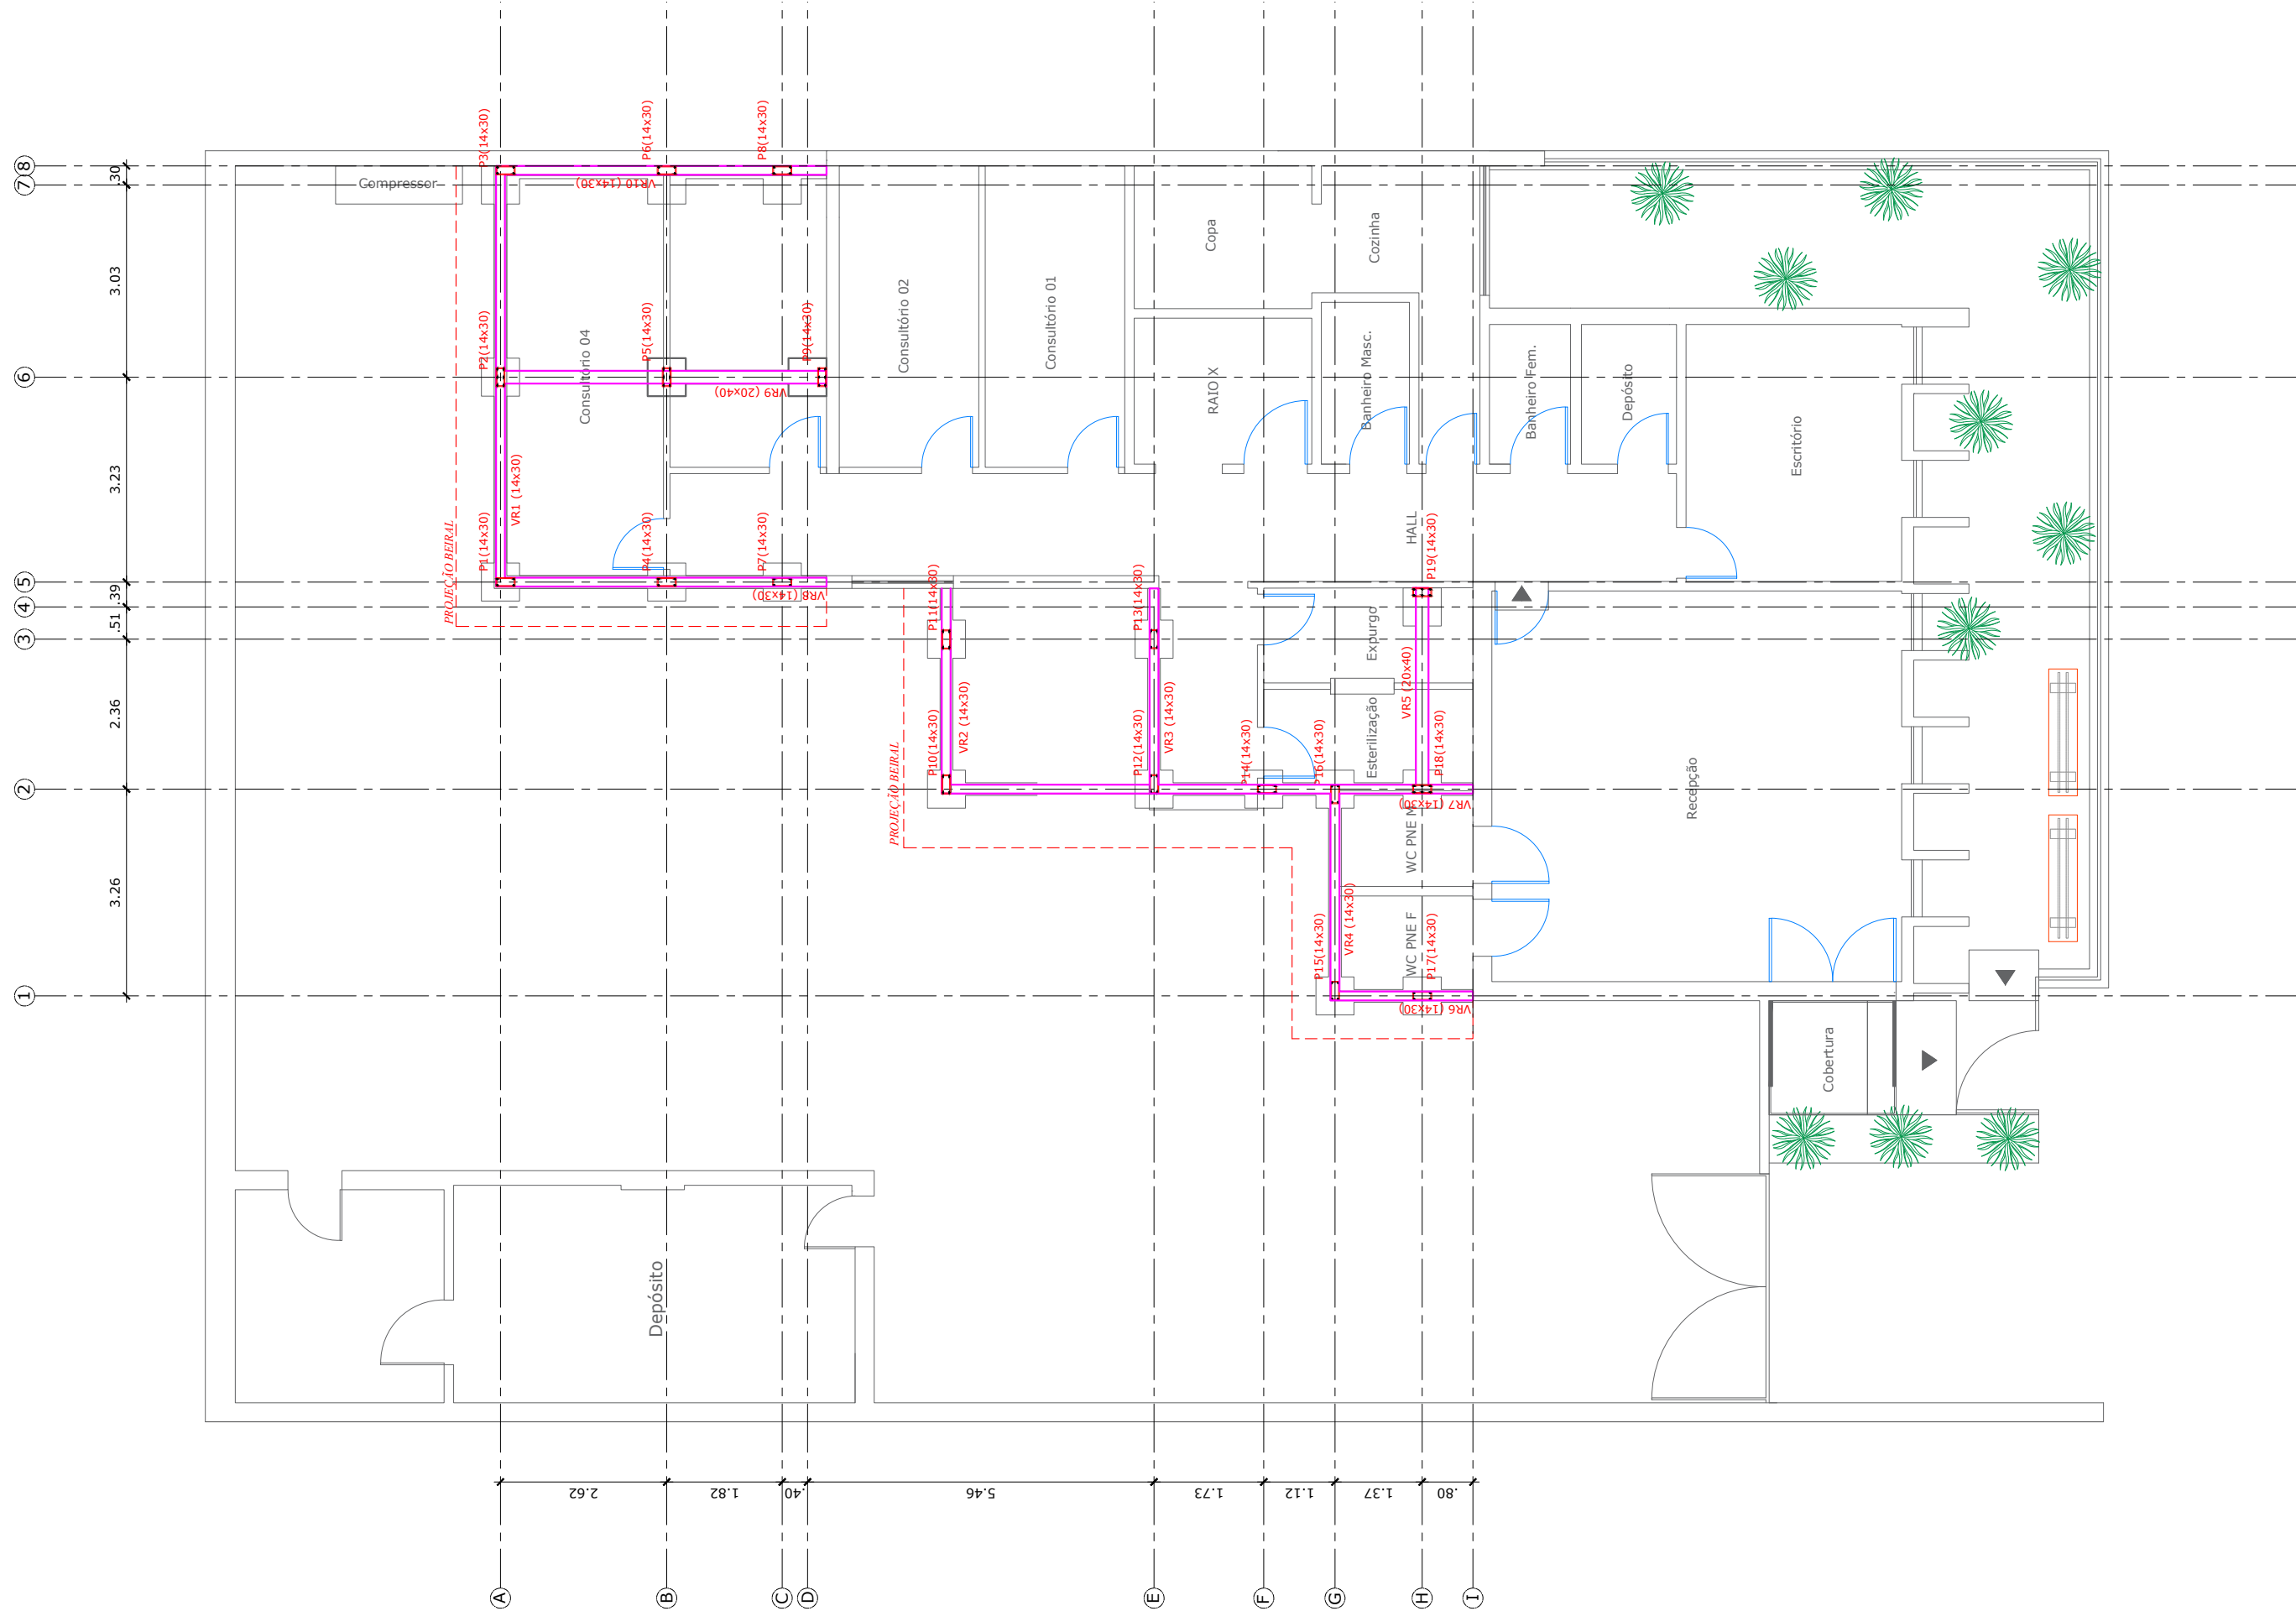 P3(14x30)
P6(14x30)
P8(14x30)
8
7
.30
Compressor
VR10 (14x30)
Copa
Cozinha
3.03
Consultório 02
Consultório 01
P2(14x30)
P5(14x30)
P9(14x30)
6
Consultorio 04
VR9 (20x40)
RAIO X
Banheiro Masc.
Banheiro Fem.
Depósito
Escritório
3.23
VR1 (14x30)
PROJEÇÃO BEIRAL
P1(14x30)
P4(14x30)
P7(14x30)
HALL
P19(14x30)
5
.39
4
VR8 (14x30)
P11(14x30)
P13(14x30)
.51
3
Expurgo
2.36
VR2 (14x30)
VR3 (14x30)
VR5 (20x40)
Esterilização
PROJEÇÃO BEIRAL
P10(14x30)
P12(14x30)
P14(14x30)
P16(14x30)
P18(14x30)
2
Recepção
VR7 (14x30)
WC PNE M
3.26
VR4 (14x30)
P15(14x30)
WC PNE F
P17(14x30)
1
VR6 (14x30)
Cobertura
Depósito
2.62
1.82
.40
5.46
1.73
1.12
1.37
.80
A
B
C
D
E
F
G
H
I